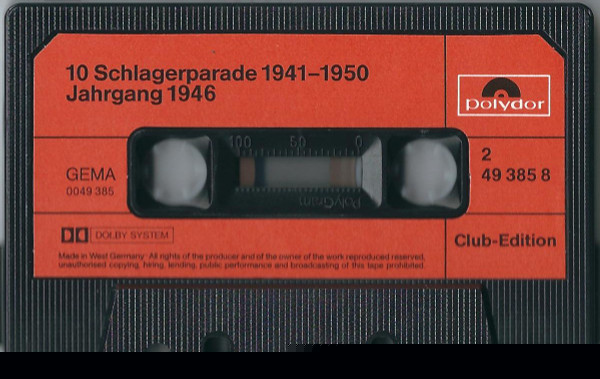 10 Schlagerparade 1941–1950
Jahrgang 1946
polydor
100 50 0
GEMA
0049 385
2
49 385 8
PolyGram
DOLBY SYSTEM
Club-Edition
Made in West Germany · All rights of the producer and of the owner of the work reproduced reserved,
unauthorised copying, hiring, lending, public performance and broadcasting of this tape prohibited.